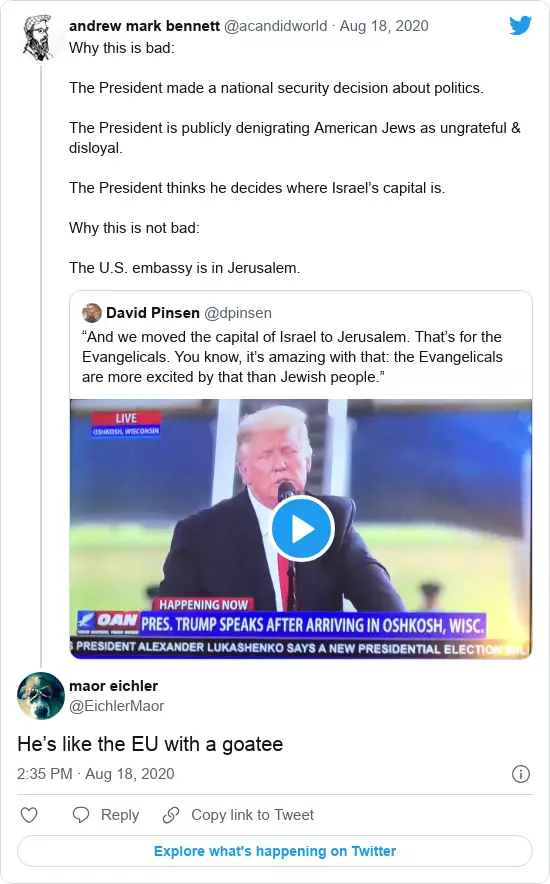 andrew mark bennett @acandidworld · Aug 18, 2020
Why this is bad:
The President made a national security decision about politics.
The President is publicly denigrating American Jews as ungrateful &
disloyal.
The President thinks he decides where Israel’s capital is.
Why this is not bad:
The U.S. embassy is in Jerusalem.
David Pinsen @dpinsen
“And we moved the capital of Israel to Jerusalem. That’s for the
Evangelicals. You know, it’s amazing with that: the Evangelicals
are more excited by that than Jewish people.”
LIVE
OSHKOSH, WISCONSIN
HAPPENING NOW
OAN
PRES. TRUMP SPEAKS AFTER ARRIVING IN OSHKOSH, WISC.
PRESIDENT ALEXANDER LUKASHENKO SAYS A NEW PRESIDENTIAL ELECTION
maor eichler
@EichlerMaor
He’s like the EU with a goatee
2:35 PM · Aug 18, 2020
Reply
Copy link to Tweet
Explore what's happening on Twitter